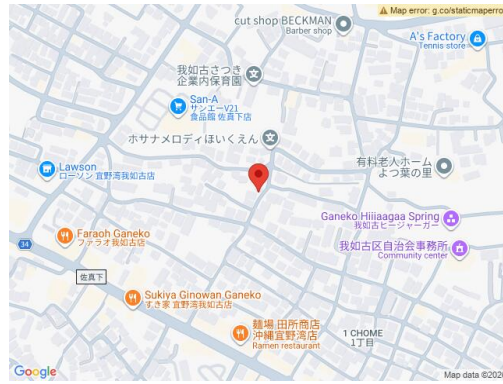 Map error: g.co/staticmaperro
cut shop BECKMAN
Barber shop
A's Factory
Tennis store
我如古さつき
企業内保育園
San-A
サンエーV21
食品館 佐真下店
ホサナメロディほいくえん
Lawson
ローソン 宜野湾我如古店
有料老人ホーム
よつ葉の里
Ganeko Hiiiaagaa Spring
我如古ヒージャーガー
Faraoh Ganeko
ファラオ我如古店
我如古区自治会事務所
Community center
34
佐真下
Sukiya Ginowan Ganeko
すき家 宜野湾我如古店
麺場 田所商店
沖縄宜野湾店
Ramen restaurant
1 CHOME
1丁目
Google
Map data ©202